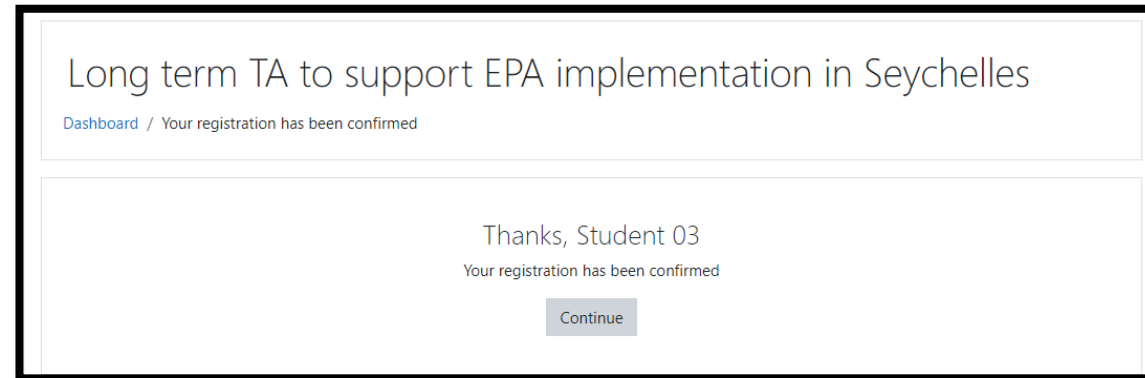 Long term TA to support EPA implementation in Seychelles
Dashboard / Your registration has been confirmed
Thanks, Student 03
Your registration has been confirmed
Continue